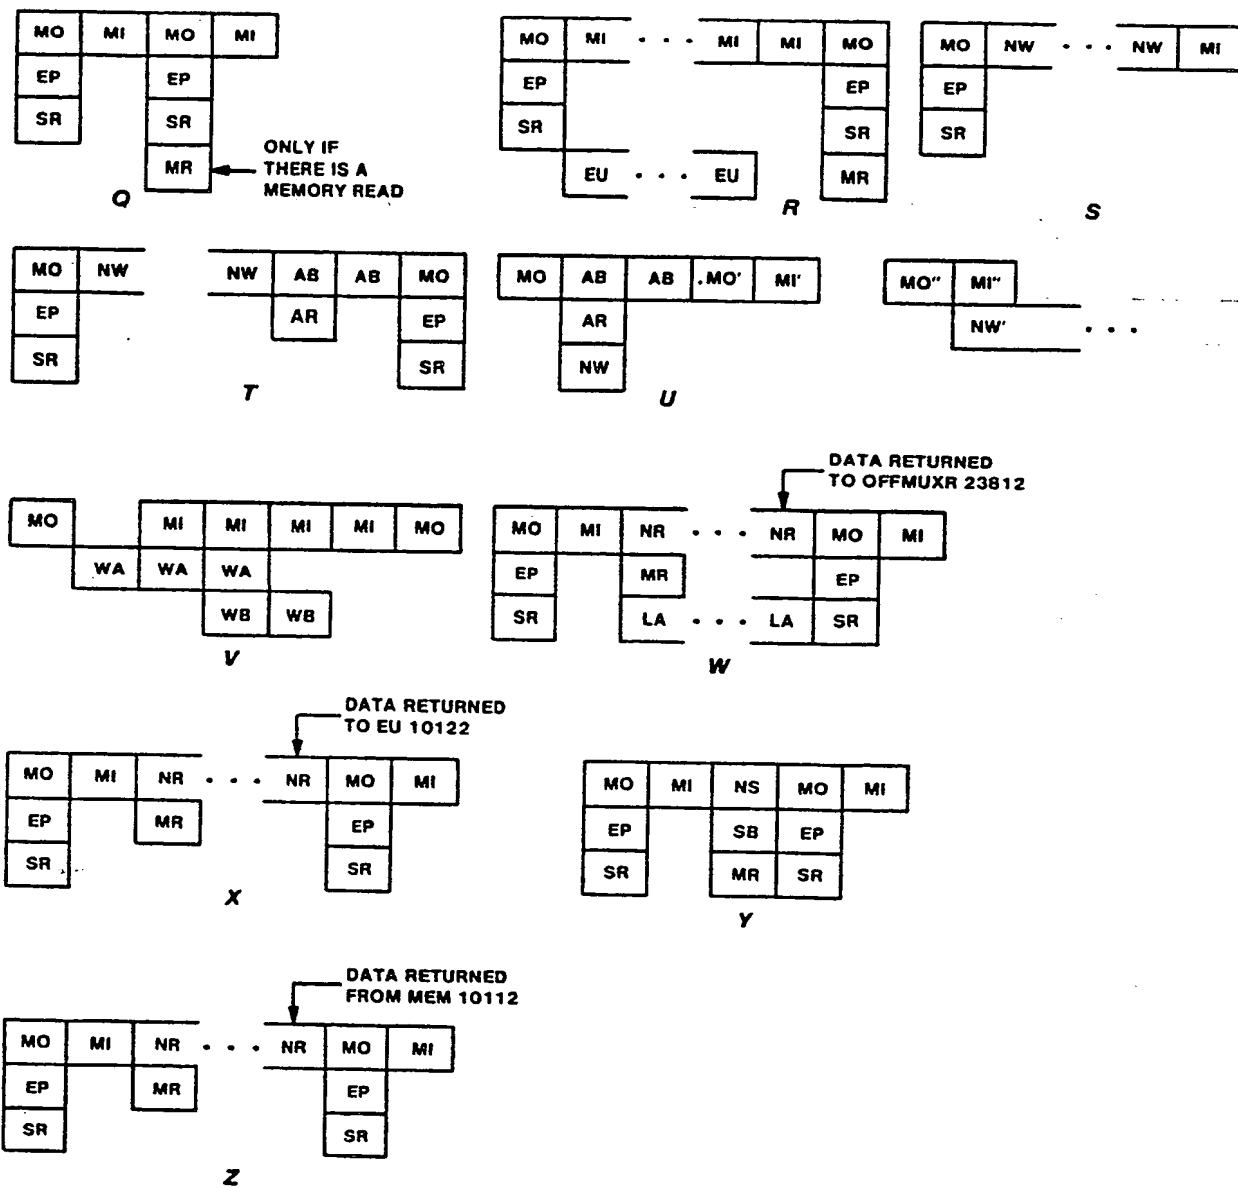 MO MI MO MI
EP EP
SR SR
MR
ONLY IF
THERE IS A
MEMORY READ
Q
MO MI . . . MI MI MO
EP EP
SR SR
EU . . . EU MR
R
MO NW . . . NW MI
EP
SR
S
MO NW NW AB AB MO
EP AR EP
SR SR
T
MO AB AB .MO' MI'
AR
NW
U
MO" MI"
NW' . . .
MO MI MI MI MI MO
WA WA WA
WB WB
V
DATA RETURNED
TO OFFMUXR 23812
MO MI NR . . . NR MO MI
EP MR EP
SR LA . . . LA SR
W
DATA RETURNED
TO EU 10122
MO MI NR . . . NR MO MI
EP MR EP
SR SR
X
MO MI NS MO MI
EP SB EP
SR MR SR
Y
DATA RETURNED
FROM MEM 10112
MO MI NR . . . NR MO MI
EP MR EP
SR SR
Z